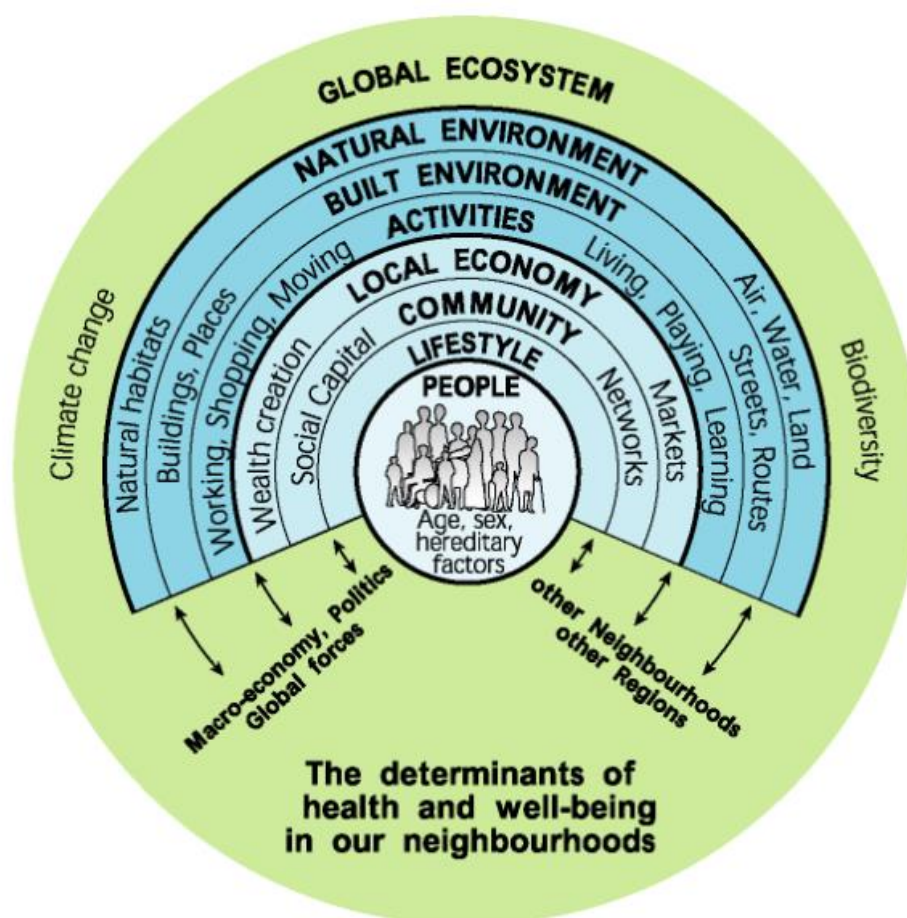 GLOBAL ECOSYSTEM
NATURAL ENVIRONMENT
BUILT ENVIRONMENT
ACTIVITIES
LOCAL ECONOMY
COMMUNITY
LIFESTYLE
PEOPLE
Age, sex,
hereditary
factors
Climate change
Natural habitats
Buildings, Places
Working, Shopping, Moving
Wealth creation
Social Capital
Living, Playing, Learning
Air, Water, Land
Streets, Routes
Markets
Networks
Biodiversity
Macro-economy, Politics
Global forces
other Neighbourhoods
other Regions
The determinants of
health and well-being
in our neighbourhoods